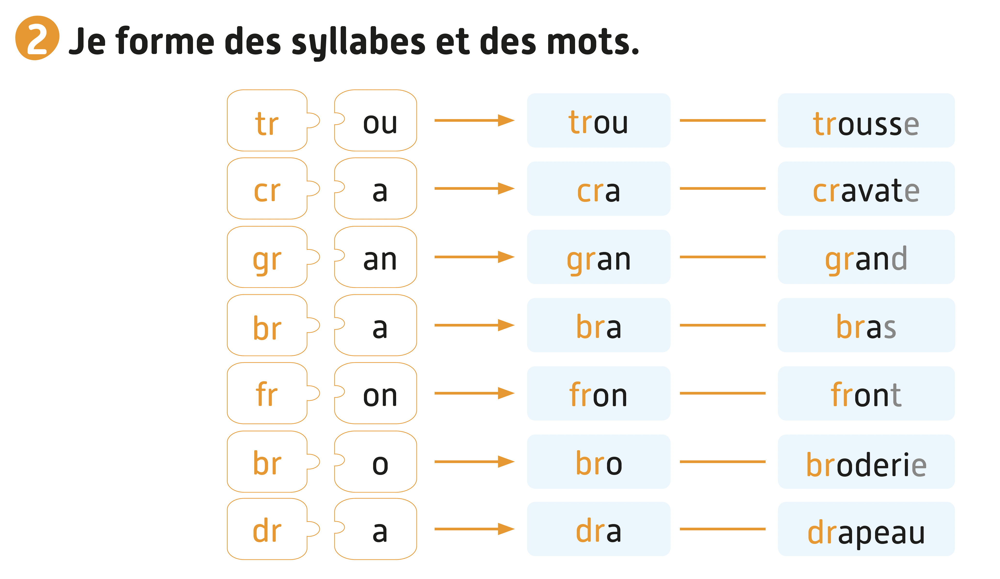 2 Je forme des syllabes et des mots.
tr ou trou trousse
cr a cra cravate
gr an gran grand
br a bra bras
fr on fron front
br o bro broderie
dr a dra drapeau